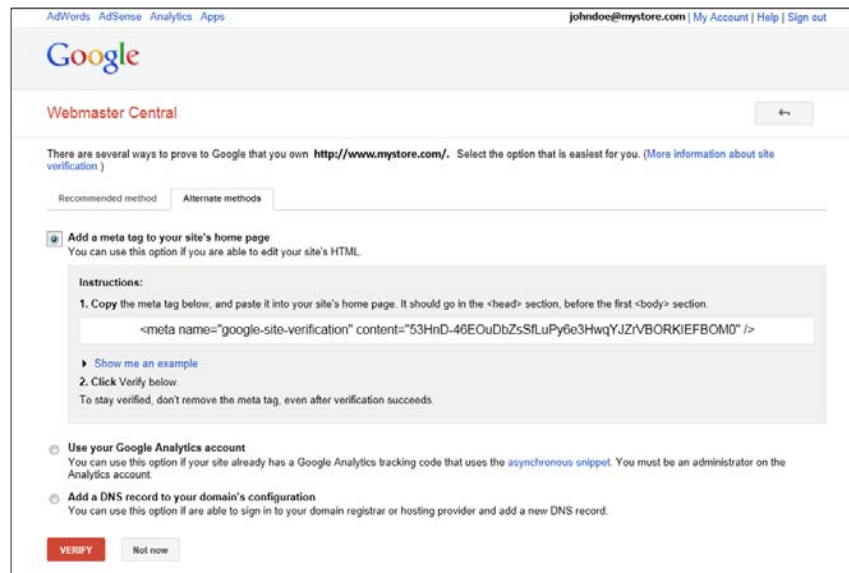 AdWords AdSense Analytics Apps
johndoe@mystore.com | My Account | Help | Sign out
Google
Webmaster Central
There are several ways to prove to Google that you own http://www.mystore.com/. Select the option that is easiest for you. (More information about site
verification.)
Recommended method Alternate methods
Add a meta tag to your site's home page
You can use this option if you are able to edit your site's HTML.
Instructions:
1. Copy the meta tag below, and paste it into your site's home page. It should go in the <head> section, before the first <body> section.
<meta name="google-site-verification" content="53HnD-46EOuDbZsSfLuPy6e3HwqYJZrVBORKIEFBOM0" />
Show me an example
2. Click Verify below.
To stay verified, don't remove the meta tag, even after verification succeeds.
Use your Google Analytics account
You can use this option if your site already has a Google Analytics tracking code that uses the asynchronous snippet. You must be an administrator on the
Analytics account.
Add a DNS record to your domain's configuration
You can use this option if are able to sign in to your domain registrar or hosting provider and add a new DNS record.
VERIFY Not now